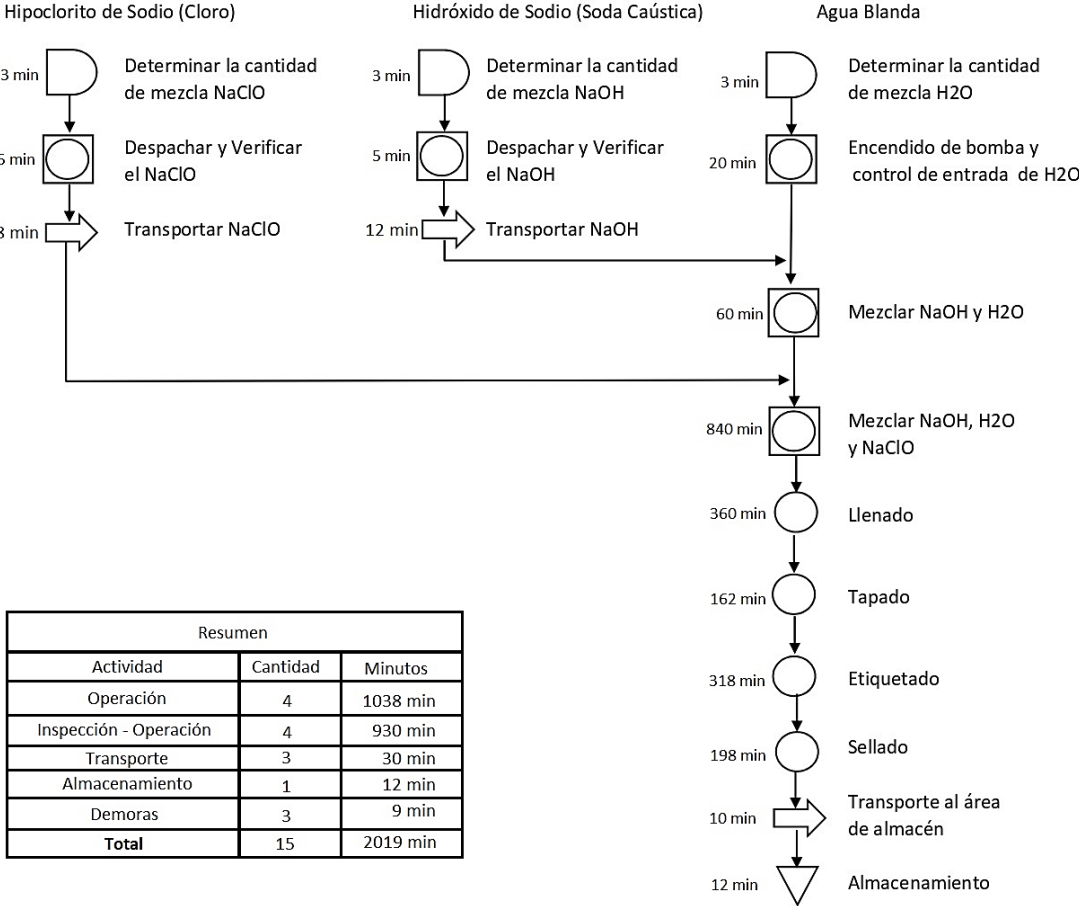 Hipoclorito de Sodio (Cloro)
3 min
Determinar la cantidad
de mezcla NaClO
5 min
Despachar y Verificar
el NaClO
8 min
Transportar NaClO
Hidróxido de Sodio (Soda Caústica)
3 min
Determinar la cantidad
de mezcla NaOH
5 min
Despachar y Verificar
el NaOH
12 min
Transportar NaOH
Agua Blanda
3 min
Determinar la cantidad
de mezcla H2O
20 min
Encendido de bomba y
control de entrada de H2O
60 min
Mezclar NaOH y H2O
840 min
Mezclar NaOH, H2O
y NaClO
360 min
Llenado
162 min
Tapado
318 min
Etiquetado
198 min
Sellado
10 min
Transporte al área
de almacén
12 min
Almacenamiento
Resumen
Actividad Cantidad Minutos
Operación 4 1038 min
Inspección - Operación 4 930 min
Transporte 3 30 min
Almacenamiento 1 12 min
Demoras 3 9 min
Total 15 2019 min